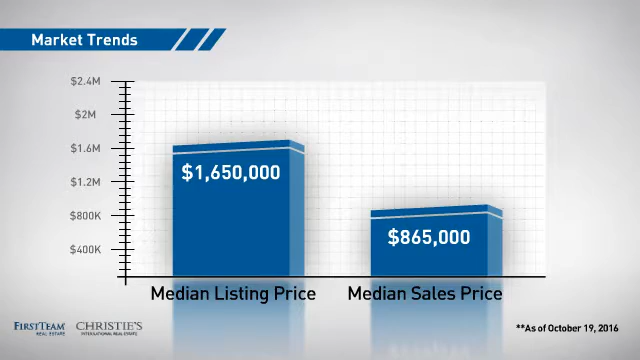 Market Trends
$2.4M
$2M
$1.6M
$1.2M
$800K
$400K
$1,650,000
$865,000
Median Listing Price
Median Sales Price
FIRSTTEAM
REAL ESTATE
CHRISTIE'S
INTERNATIONAL REAL ESTATE
**As of October 19, 2016